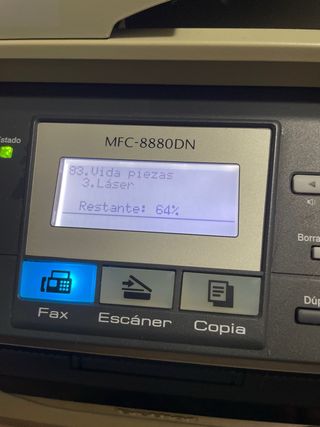 Estado
MFC-8880DN
83.Vida piezas
3.Láser
Restante: 64%
Borra
Dúp
Fax
Escáner
Copia